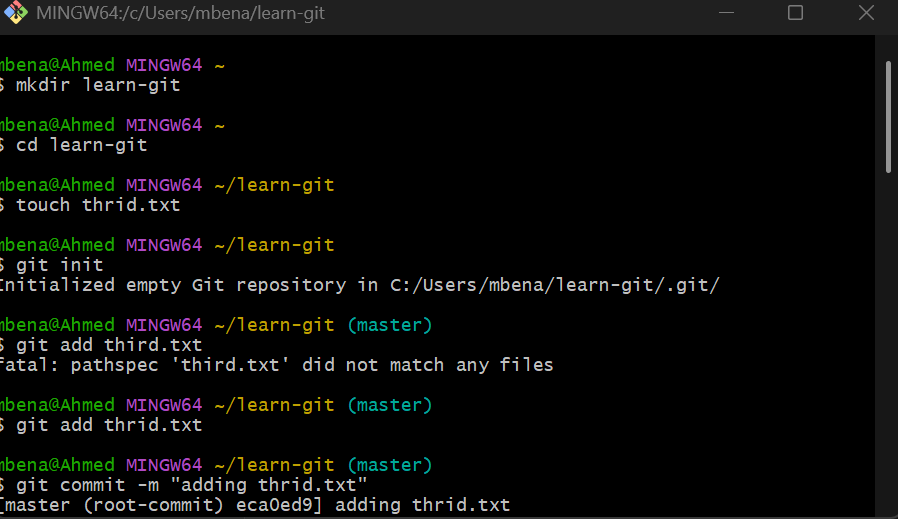 MINGW64:/c/Users/mbena/learn-git
mbena@Ahmed MINGW64 ~
$ mkdir learn-git
mbena@Ahmed MINGW64 ~
$ cd learn-git
mbena@Ahmed MINGW64 ~/learn-git
$ touch thrid.txt
mbena@Ahmed MINGW64 ~/learn-git
$ git init
Initialized empty Git repository in C:/Users/mbena/learn-git/.git/
mbena@Ahmed MINGW64 ~/learn-git (master)
$ git add third.txt
fatal: pathspec 'third.txt' did not match any files
mbena@Ahmed MINGW64 ~/learn-git (master)
$ git add thrid.txt
mbena@Ahmed MINGW64 ~/learn-git (master)
$ git commit -m "adding thrid.txt"
[master (root-commit) eca0ed9] adding thrid.txt